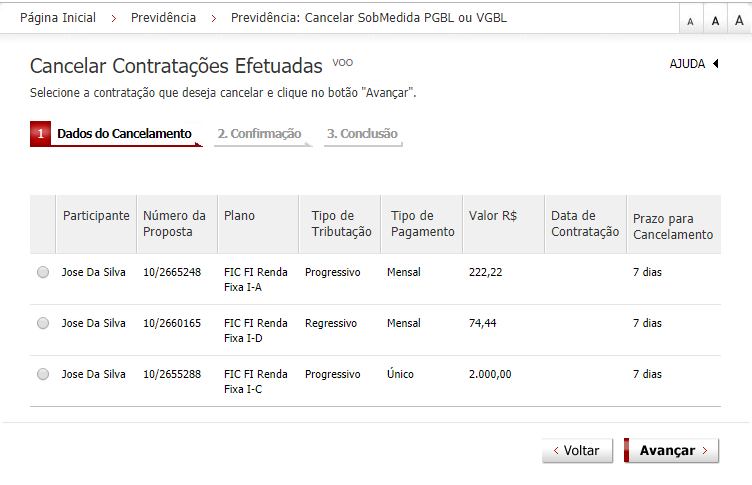 Página Inicial > Previdência > Previdência: Cancelar SobMedida PGBL ou VGBL A A A
Cancelar Contratações Efetuadas VOO
AJUDA
Selecione a contratação que deseja cancelar e clique no botão "Avançar".
1 Dados do Cancelamento 2. Confirmação 3. Conclusão
Participante Número da Proposta Plano Tipo de Tributação Tipo de Pagamento Valor R$ Data de Contratação Prazo para Cancelamento
Jose Da Silva 10/2665248 FIC FI Renda Fixa I-A Progressivo Mensal 222,22 7 dias
Jose Da Silva 10/2660165 FIC FI Renda Fixa I-D Regressivo Mensal 74,44 7 dias
Jose Da Silva 10/2655288 FIC FI Renda Fixa I-C Progressivo Único 2.000,00 7 dias
< Voltar Avançar >